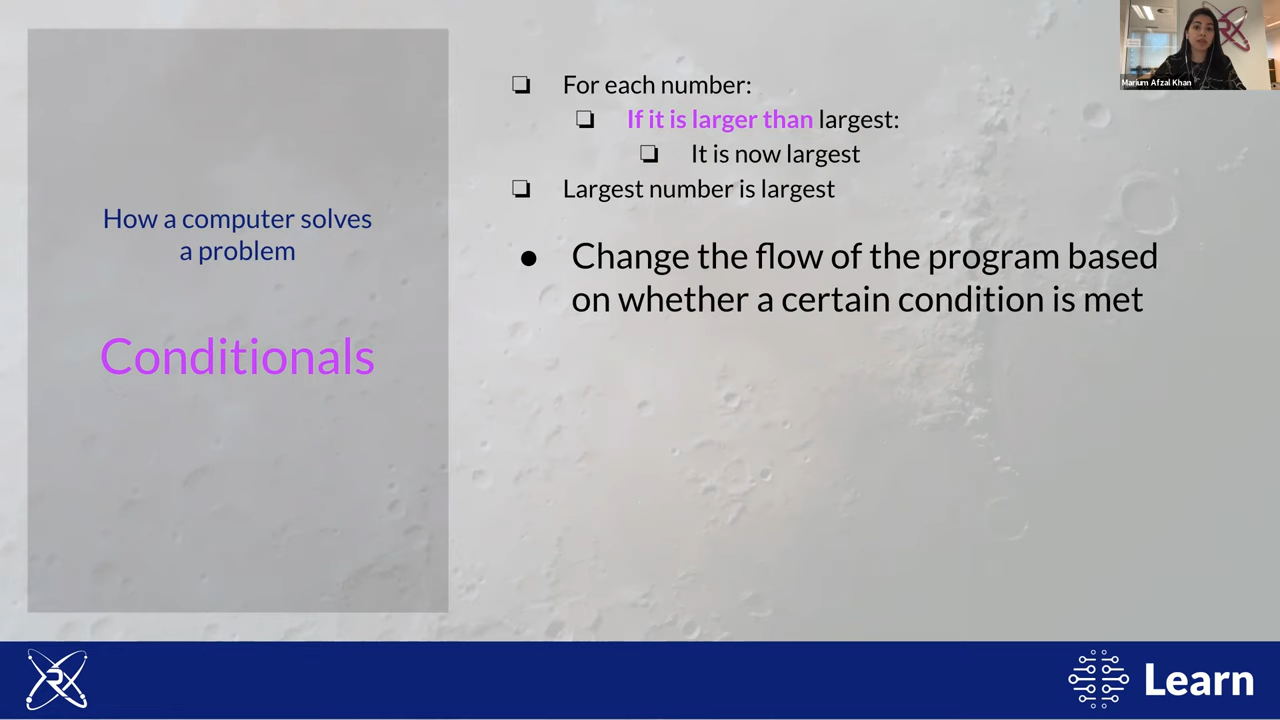 How a computer solves
a problem
Conditionals
❏ For each number:
❏ If it is larger than largest:
❏ It is now largest
❏ Largest number is largest
● Change the flow of the program based
on whether a certain condition is met
Marium Afzal Khan
Learn